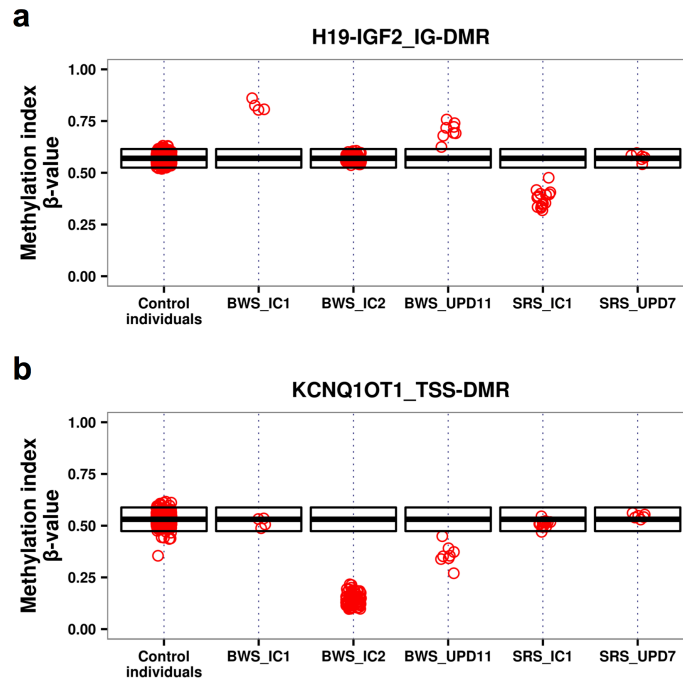 a
H19-IGF2_IG-DMR
Methylation index
β-value
1.00
0.75
0.50
0.25
0.00
Control
individuals
BWS_IC1
BWS_IC2
BWS_UPD11
SRS_IC1
SRS_UPD7
b
KCNQ1OT1_TSS-DMR
Methylation index
β-value
1.00
0.75
0.50
0.25
0.00
Control
individuals
BWS_IC1
BWS_IC2
BWS_UPD11
SRS_IC1
SRS_UPD7